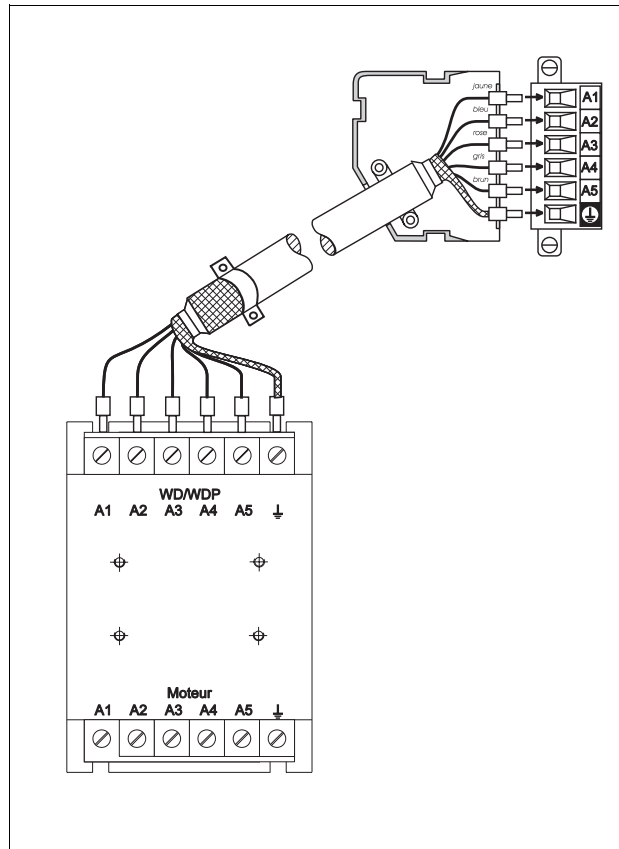 jaune
A1
bleu
A2
rose
A3
gris
A4
brun
A5
WD/WDP
A1 A2 A3 A4 A5
Moteur
A1 A2 A3 A4 A5